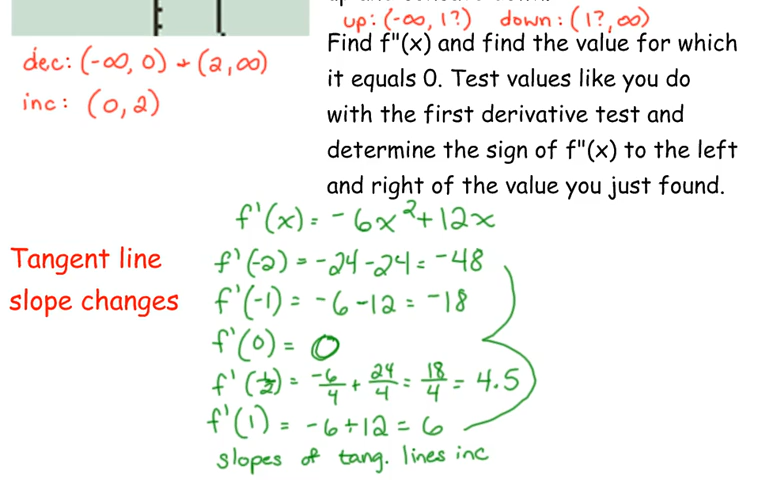 up: (-∞, 1?) down: (1?, ∞)
dec: (-∞, 0) + (2, ∞)
inc: (0, 2)
Find f"(x) and find the value for which
it equals 0. Test values like you do
with the first derivative test and
determine the sign of f"(x) to the left
and right of the value you just found.
f'(x) = -6x²+12x
Tangent line
slope changes
f'(-2) = -24-24 = -48
f'(-1) = -6-12 = -18
f'(0) = 0
f'(1/2) = -6/4 + 24/4 = 18/4 = 4.5
f'(1) = -6+12 = 6
slopes of tang. lines inc